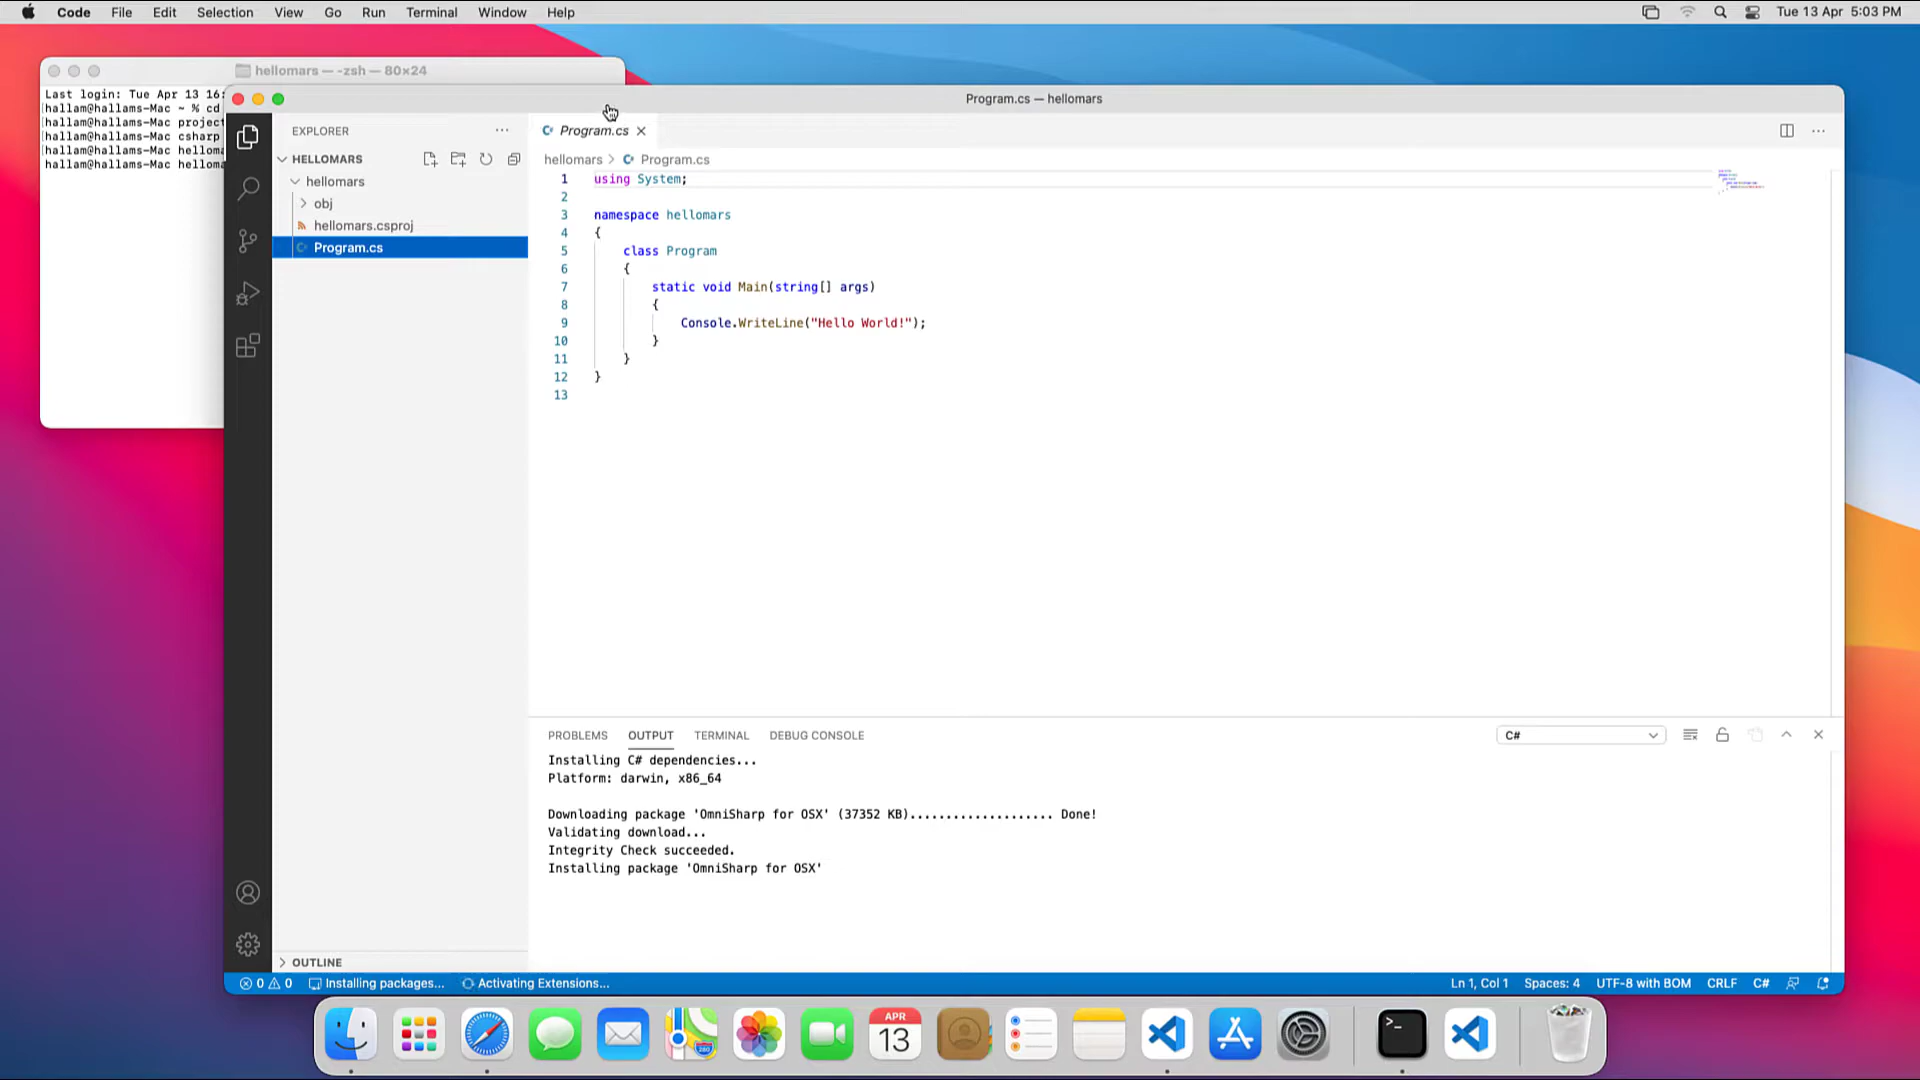 Code File Edit Selection View Go Run Terminal Window Help Tue 13 Apr 5:03 PM
hellomars — -zsh — 80×24
Last login: Tue Apr 13 16:
hallam@hallams-Mac ~ % cd
hallam@hallams-Mac project
hallam@hallams-Mac csharp
hallam@hallams-Mac helloma
hallam@hallams-Mac helloma
Program.cs — hellomars
EXPLORER
HELLOMARS
hellomars
obj
hellomars.csproj
Program.cs
Program.cs
hellomars > Program.cs
1 using System;
2
3 namespace hellomars
4 {
5 class Program
6 {
7 static void Main(string[] args)
8 {
9 Console.WriteLine("Hello World!");
10 }
11 }
12 }
13
PROBLEMS OUTPUT TERMINAL DEBUG CONSOLE C#
Installing C# dependencies...
Platform: darwin, x86_64
Downloading package 'OmniSharp for OSX' (37352 KB).................... Done!
Validating download...
Integrity Check succeeded.
Installing package 'OmniSharp for OSX'
OUTLINE
0 0 Installing packages... Activating Extensions... Ln 1, Col 1 Spaces: 4 UTF-8 with BOM CRLF C#
APR
13
280
>_